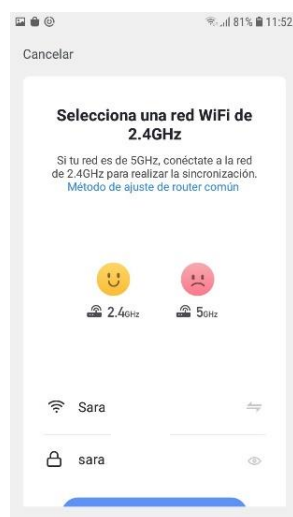 81% 11:52
Cancelar
Selecciona una red WiFi de
2.4GHz
Si tu red es de 5GHz, conéctate a la red
de 2.4GHz para realizar la sincronización.
Método de ajuste de router común
2.4GHz 5GHz
Sara
sara